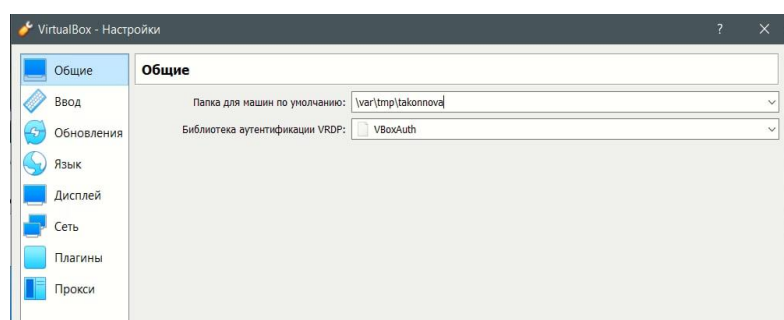 VirtualBox - Настройки
?
Общие
Ввод
Обновления
Язык
Дисплей
Сеть
Плагины
Прокси
Общие
Папка для машин по умолчанию: \var\tmp\takonnova
Библиотека аутентификации VRDP: VBoxAuth